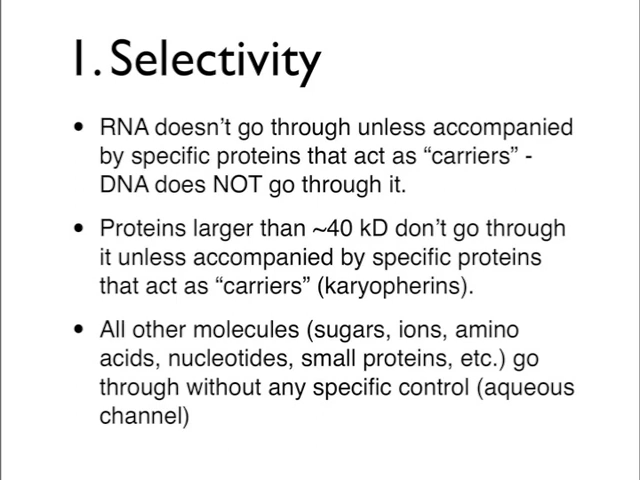 1. Selectivity
• RNA doesn't go through unless accompanied
by specific proteins that act as “carriers” -
DNA does NOT go through it.
• Proteins larger than ~40 kD don't go through
it unless accompanied by specific proteins
that act as “carriers” (karyopherins).
• All other molecules (sugars, ions, amino
acids, nucleotides, small proteins, etc.) go
through without any specific control (aqueous
channel)